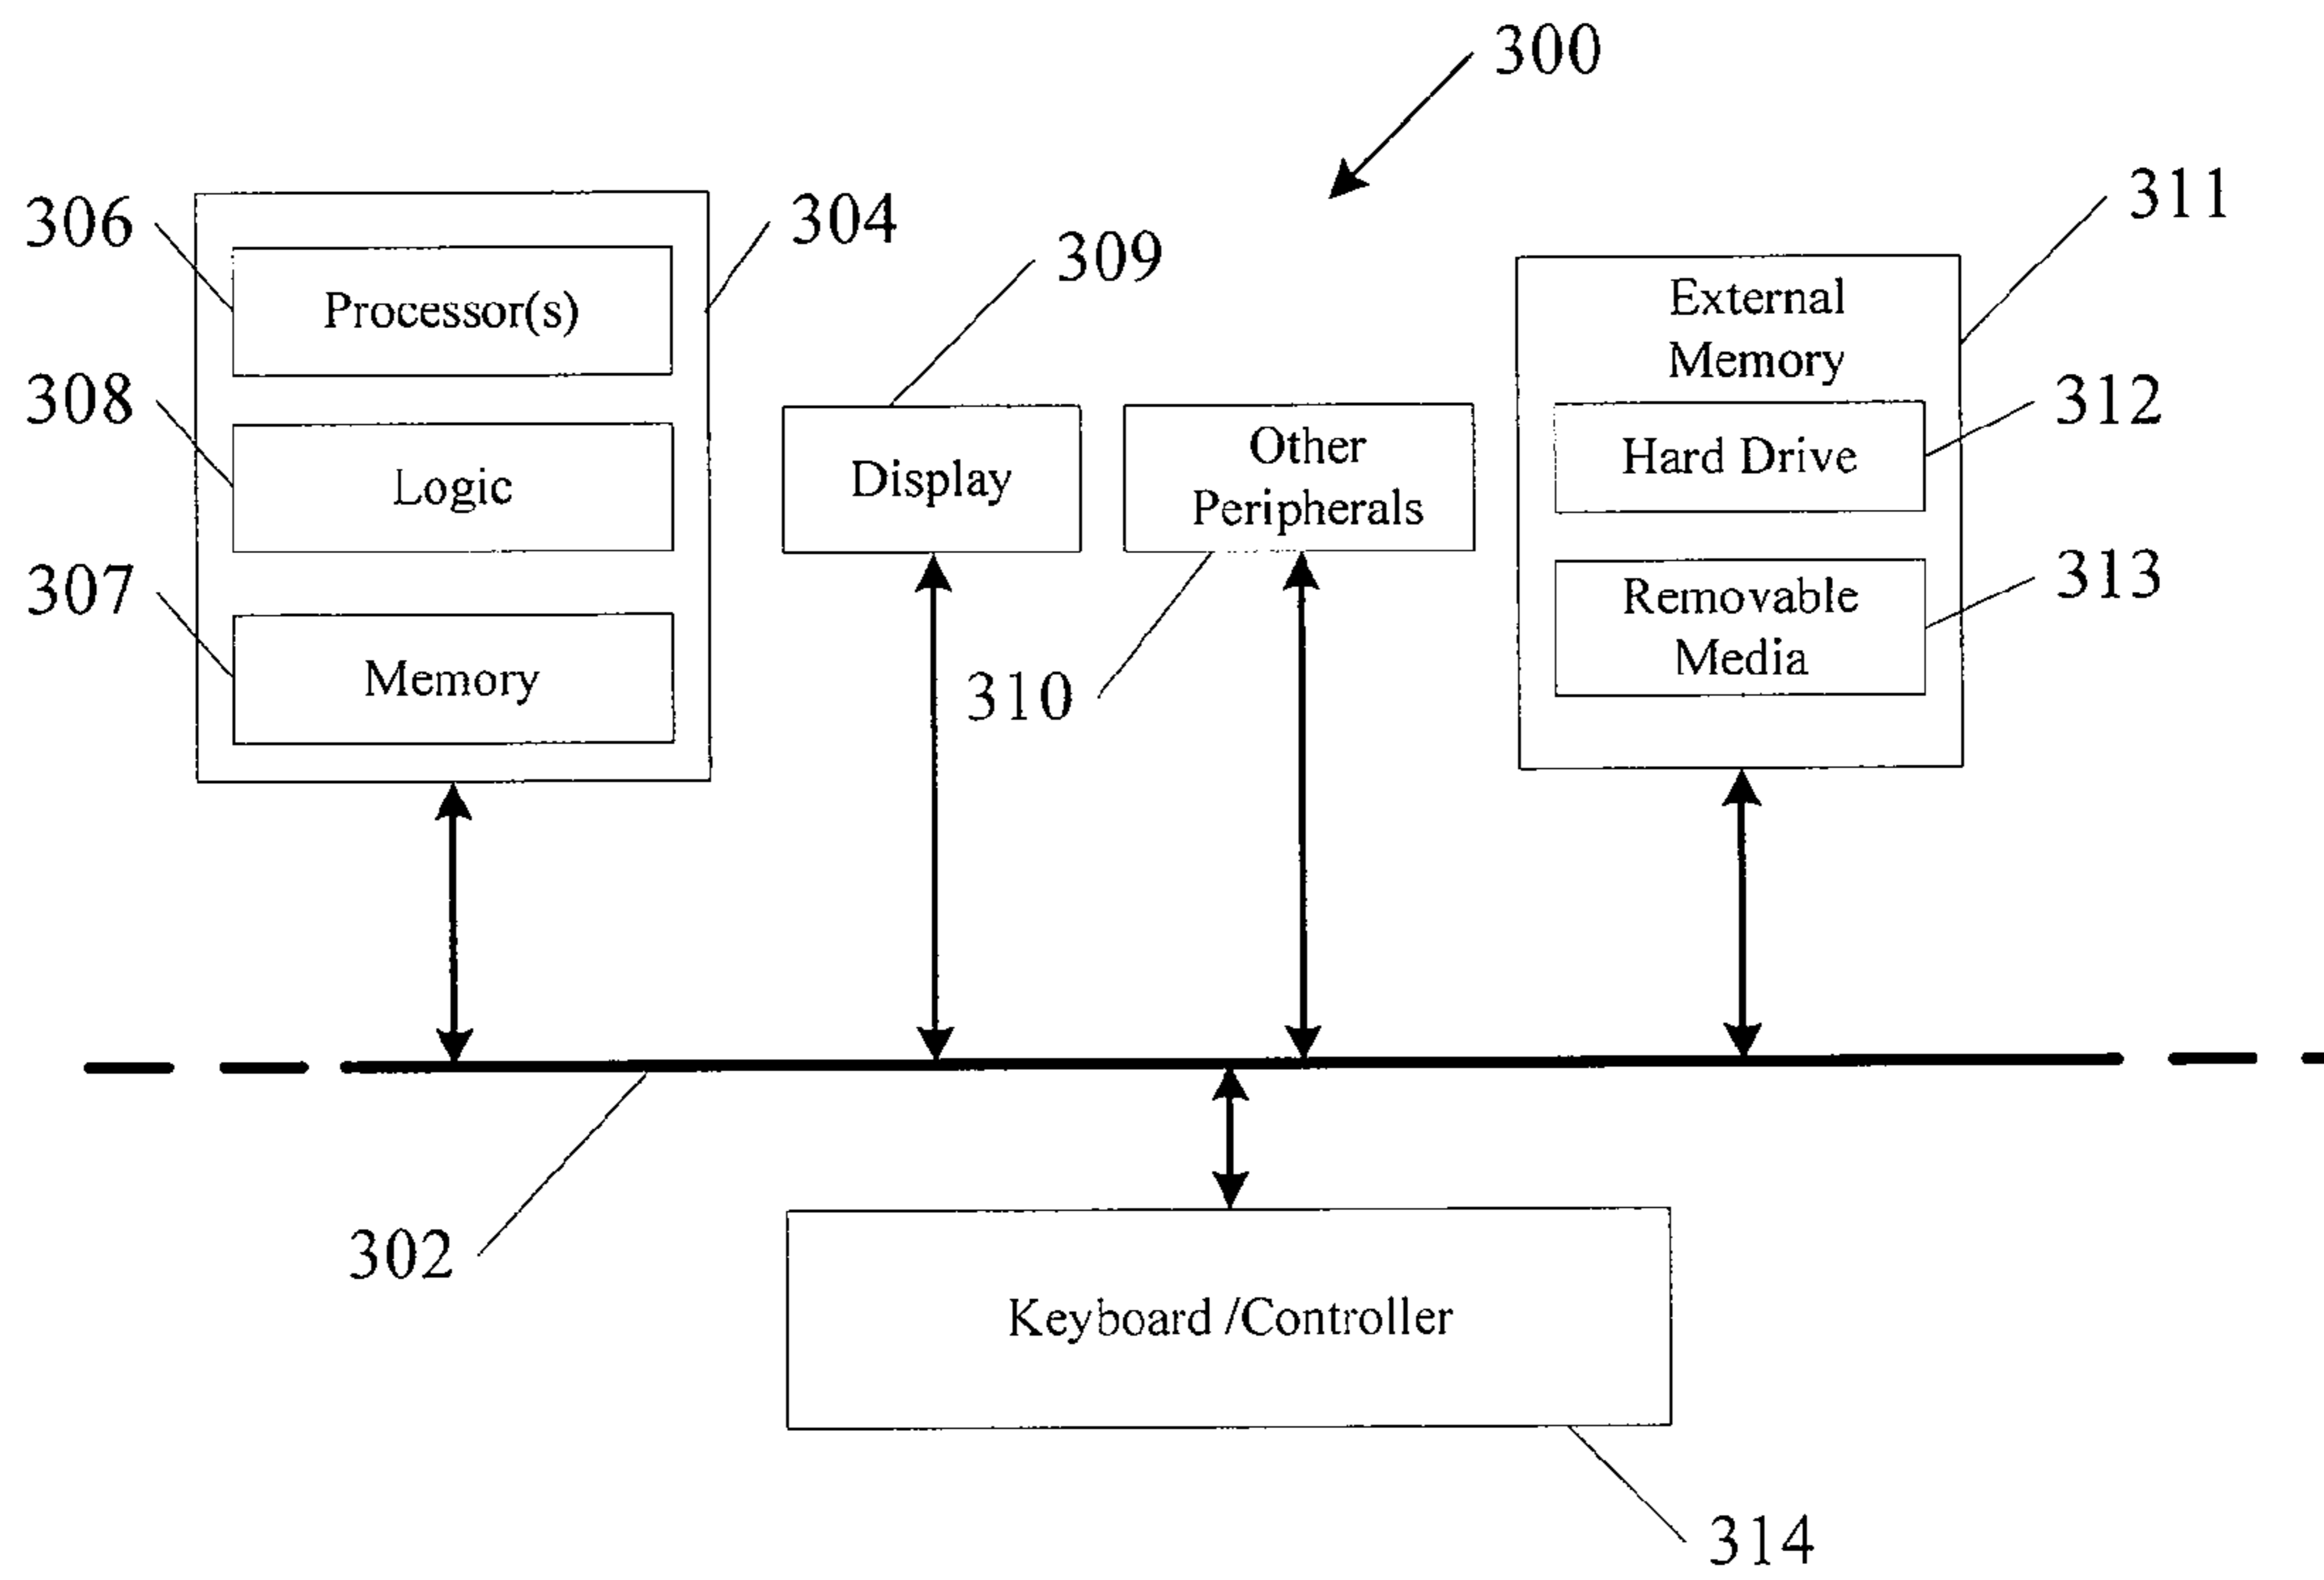 300
311
306
304
309
Processor(s)
External
Memory
308
312
Other
Hard Drive
Display
Logic
Peripherals
307
313
Removable
Media
Memory
310
302
Keyboard /Controller
314